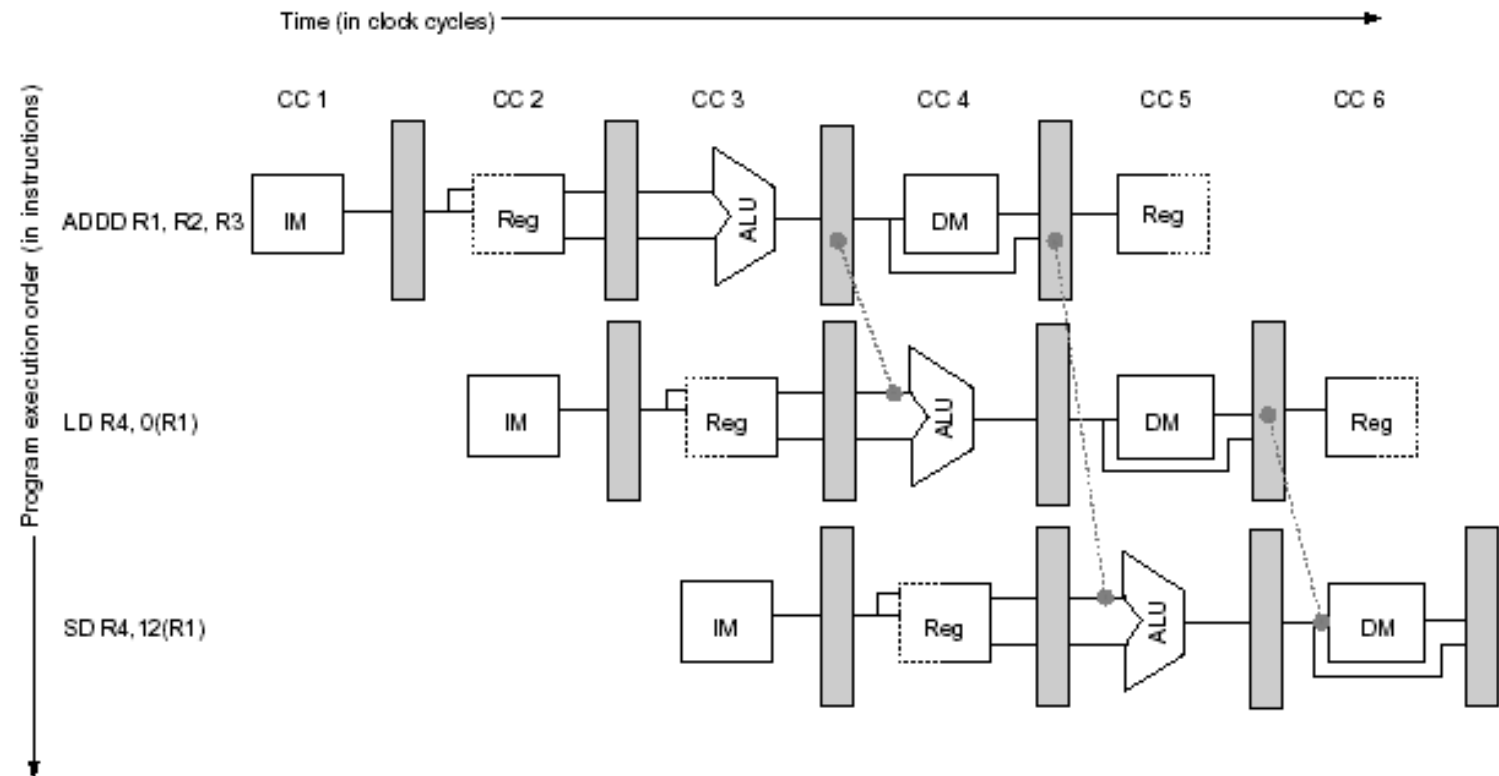 Time (in clock cycles)
Program execution order (in instructions)
CC 1 CC 2 CC 3 CC 4 CC 5 CC 6
ADDD R1, R2, R3 IM Reg ALU DM Reg
LD R4, 0(R1) IM Reg ALU DM Reg
SD R4, 12(R1) IM Reg ALU DM